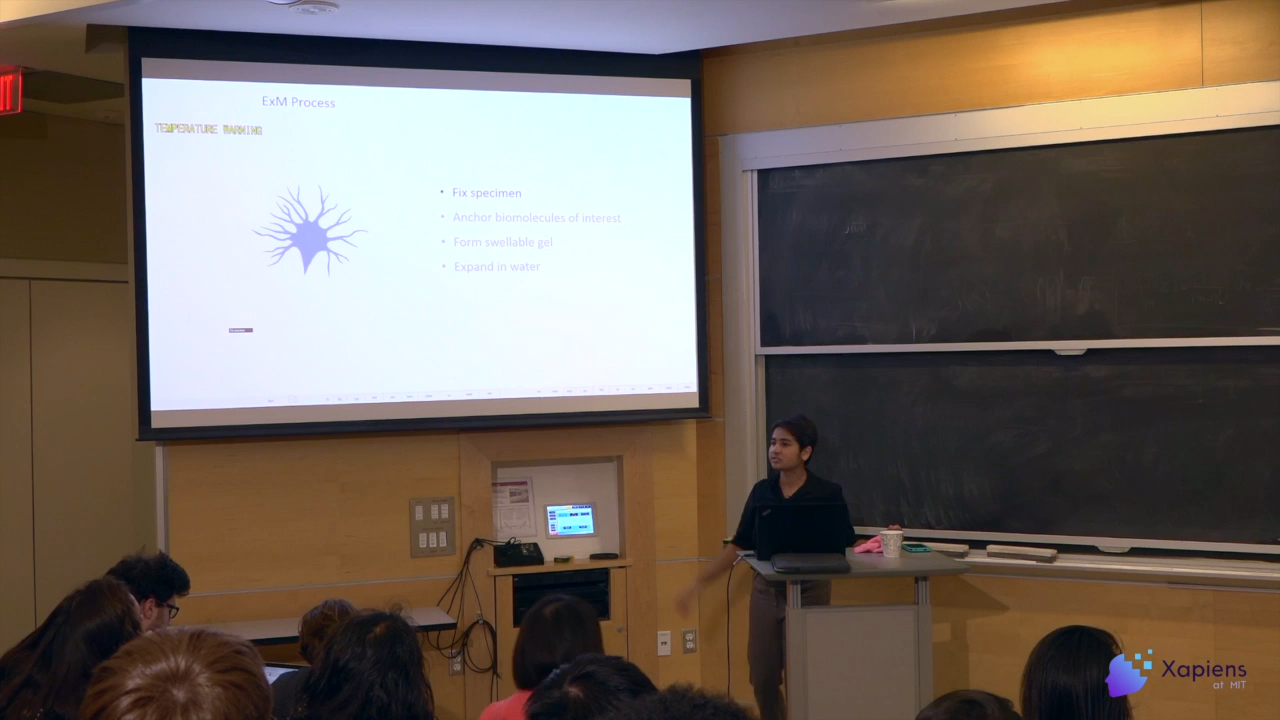 ExM Process
TEMPERATURE WARNING
• Fix specimen
• Anchor biomolecules of interest
• Form swellable gel
• Expand in water
Xapiens
at MIT